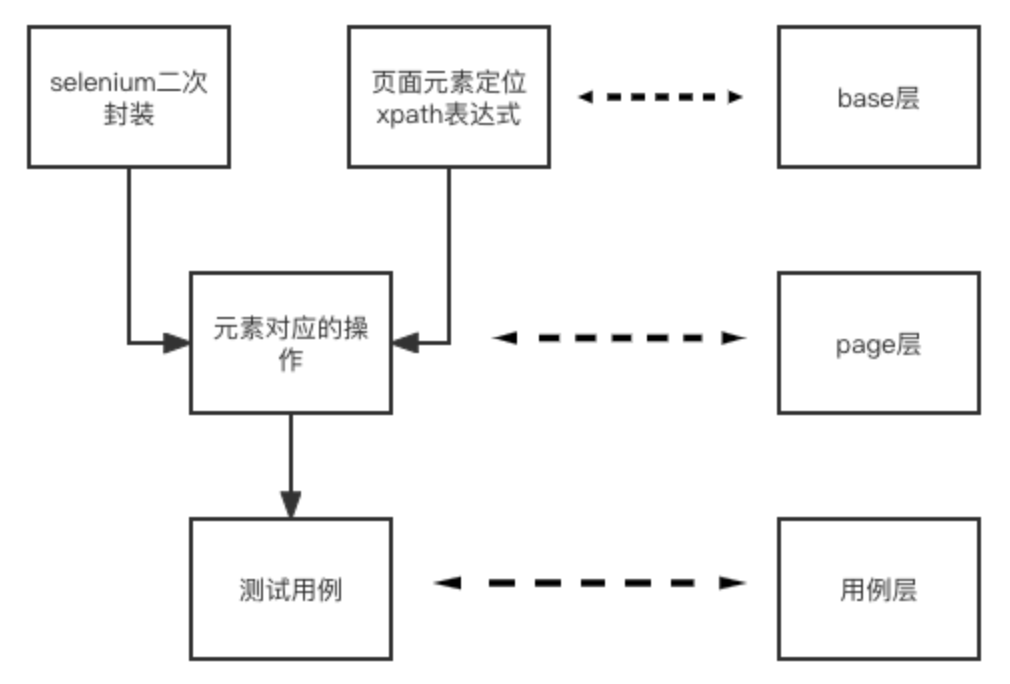 selenium二次
封装
页面元素定位
xpath表达式
base层
元素对应的操
作
page层
测试用例
用例层